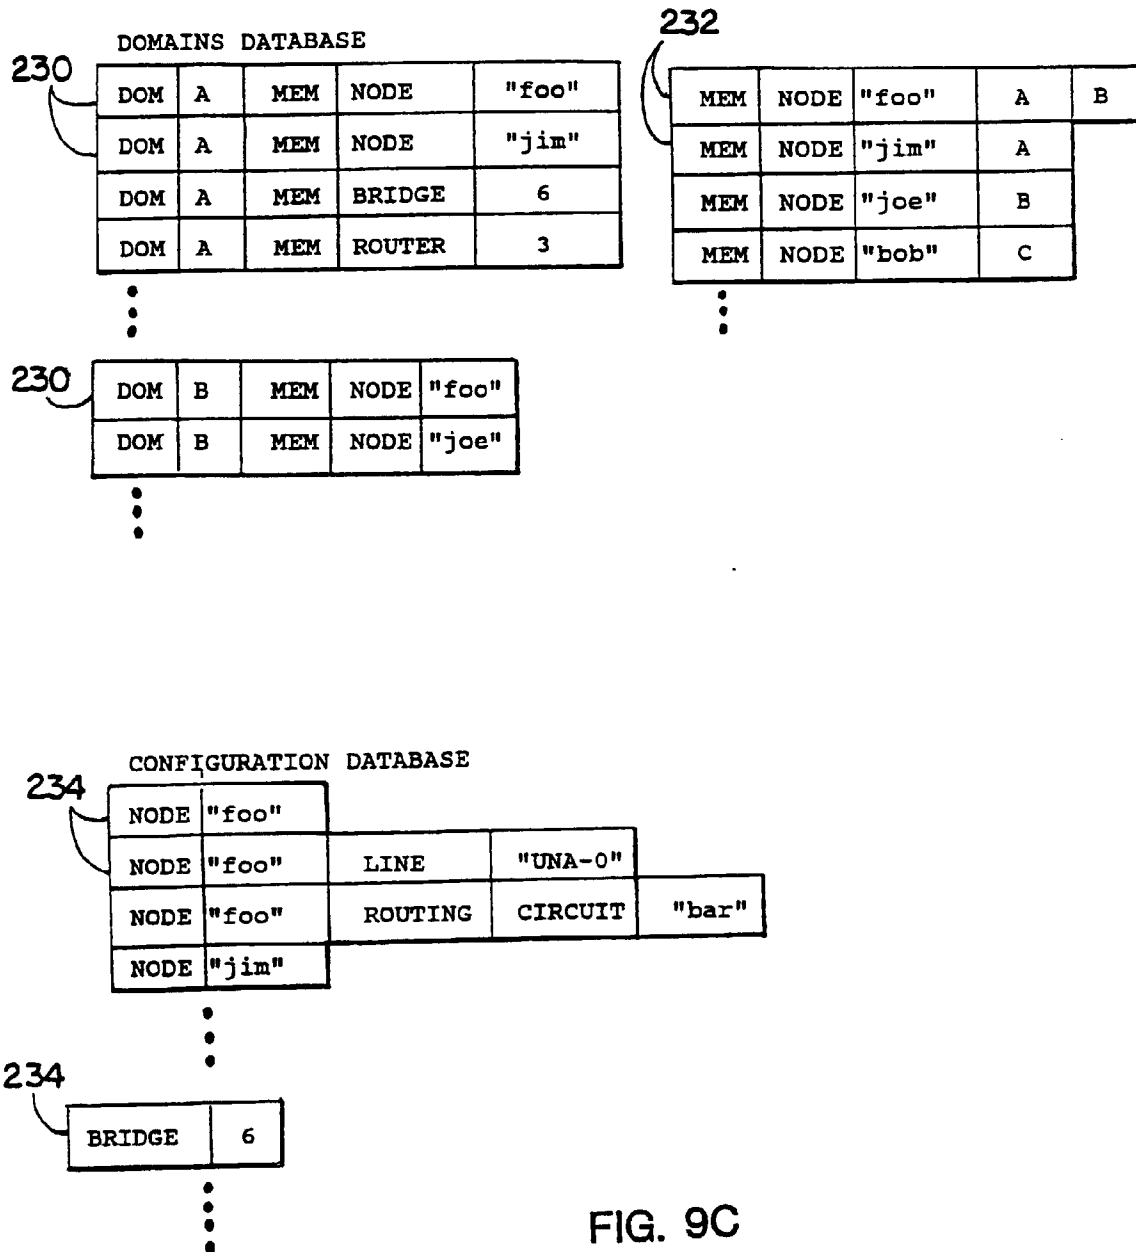 DOMAINS DATABASE
230
DOM A MEM NODE "foo"
DOM A MEM NODE "jim"
DOM A MEM BRIDGE 6
DOM A MEM ROUTER 3
232
MEM NODE "foo" A B
MEM NODE "jim" A
MEM NODE "joe" B
MEM NODE "bob" C
230
DOM B MEM NODE "foo"
DOM B MEM NODE "joe"
CONFIGURATION DATABASE
234
NODE "foo"
NODE "foo" LINE "UNA-0"
NODE "foo" ROUTING CIRCUIT "bar"
NODE "jim"
234
BRIDGE 6
FIG. 9C